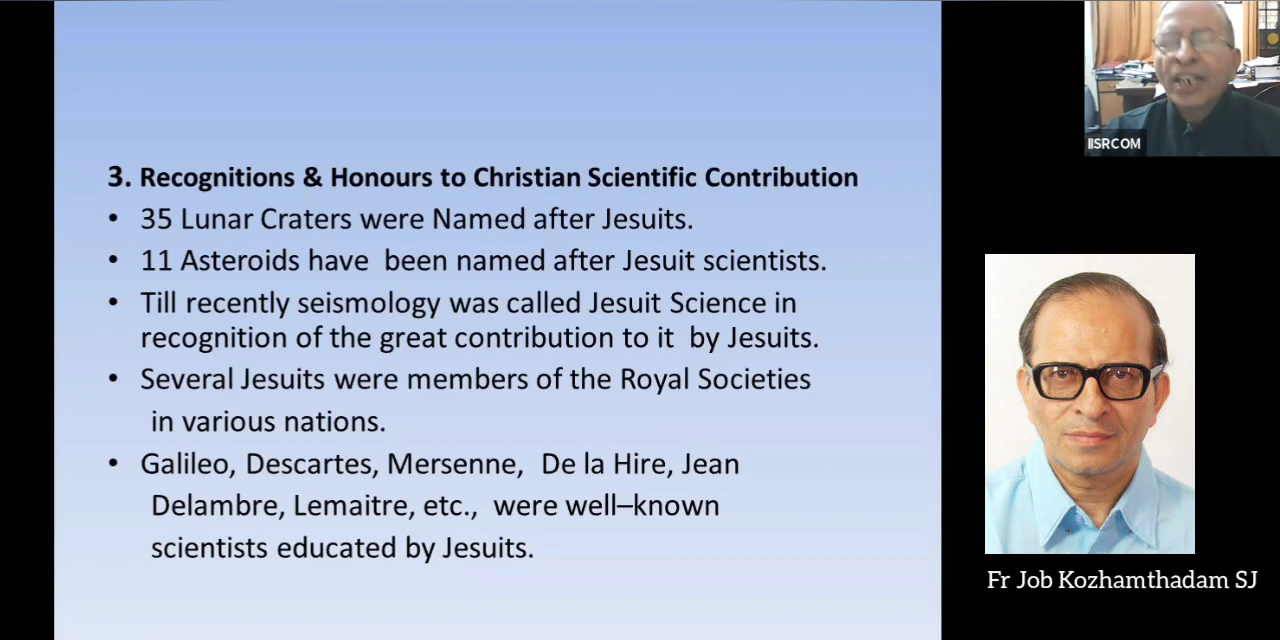 3. Recognitions & Honours to Christian Scientific Contribution
• 35 Lunar Craters were Named after Jesuits.
• 11 Asteroids have been named after Jesuit scientists.
• Till recently seismology was called Jesuit Science in
recognition of the great contribution to it by Jesuits.
• Several Jesuits were members of the Royal Societies
in various nations.
• Galileo, Descartes, Mersenne, De la Hire, Jean
Delambre, Lemaitre, etc., were well–known
scientists educated by Jesuits.
IISRCOM
Fr Job Kozhamthadam SJ